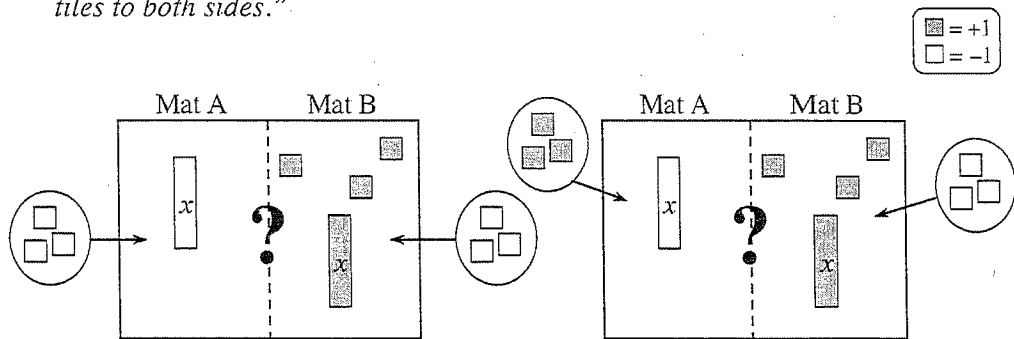 tiles to both sides."
= +1
= −1
Mat A Mat B Mat A Mat B
x ? x x ? x